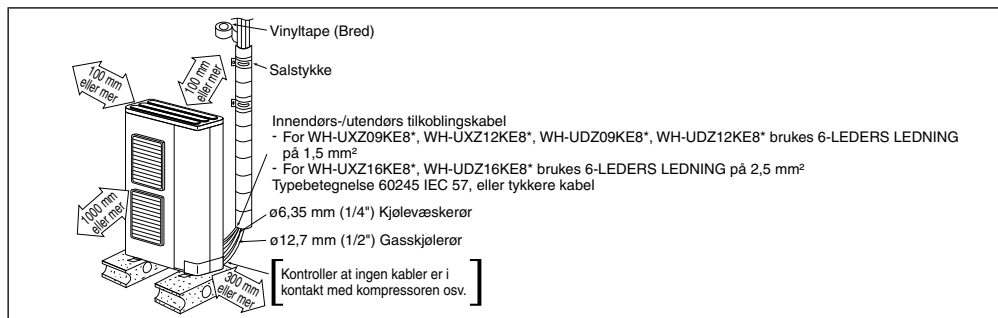 Vinyltape (Bred)
Salstykke
100 mm
eller mer
100 mm
eller mer
Innendørs-/utendørs tilkoblingskabel
- For WH-UXZ09KE8*, WH-UXZ12KE8*, WH-UDZ09KE8*, WH-UDZ12KE8* brukes 6-LEDERS LEDNING
på 1,5 mm²
- For WH-UXZ16KE8*, WH-UDZ16KE8* brukes 6-LEDERS LEDNING på 2,5 mm²
Typebetegnelse 60245 IEC 57, eller tykkere kabel
1000 mm
eller mer
ø6,35 mm (1/4") Kjølevæskerør
ø12,7 mm (1/2") Gasskjølerør
Kontroller at ingen kabler er i
kontakt med kompressoren osv.
300 mm
eller mer